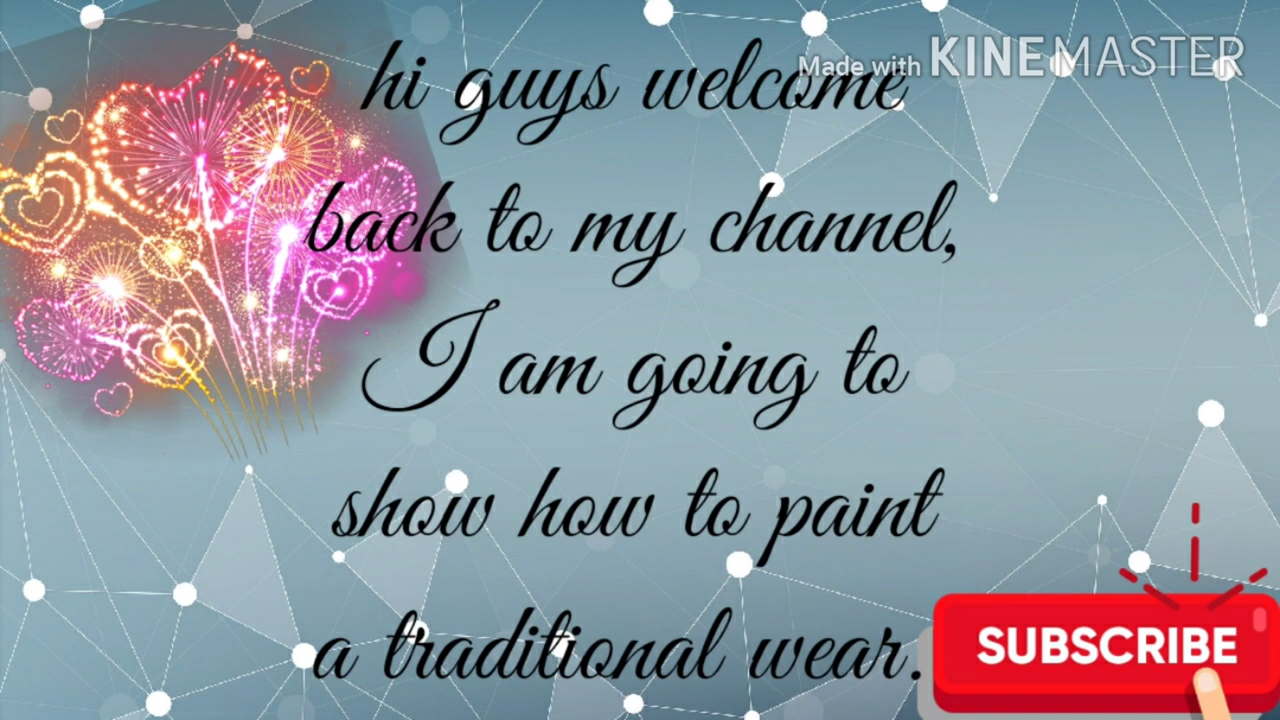 Made with KINEMASTER
hi guys welcome
back to my channel,
I am going to
show how to paint
a traditional wear.
SUBSCRIBE